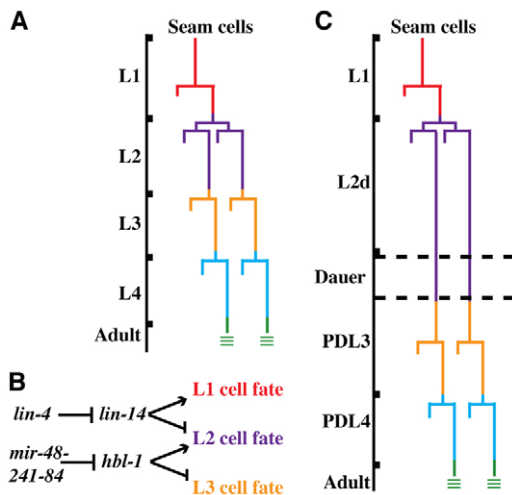 A
Seam cells
L1
L2
L3
L4
Adult
B
lin-4
lin-14
L1 cell fate
L2 cell fate
mir-48-
241-84
hbl-1
L3 cell fate
C
Seam cells
L1
L2d
Dauer
PDL3
PDL4
Adult